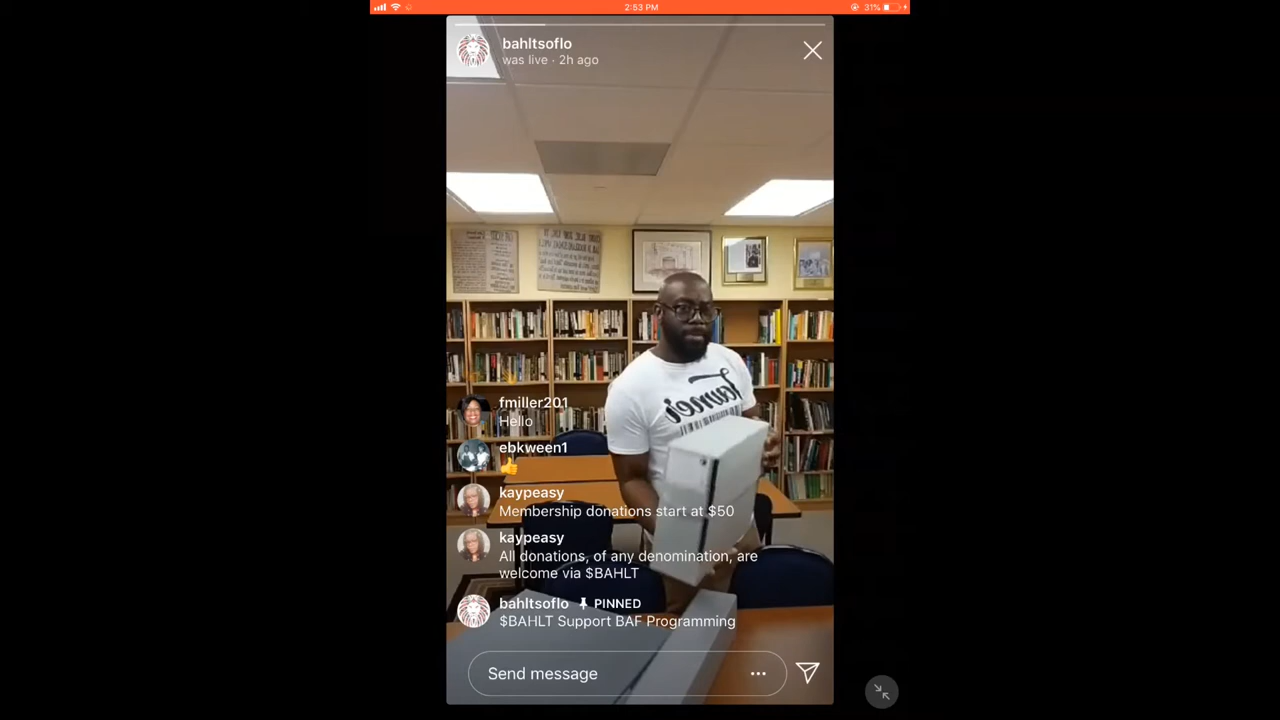 2:53 PM
31%
bahltsoflo
was live · 2h ago
fmiller201
Hello
ebkween1
👍
kaypeasy
Membership donations start at $50
kaypeasy
All donations, of any denomination, are
welcome via $BAHLT
bahltsoflo PINNED
$BAHLT Support BAF Programming
Send message